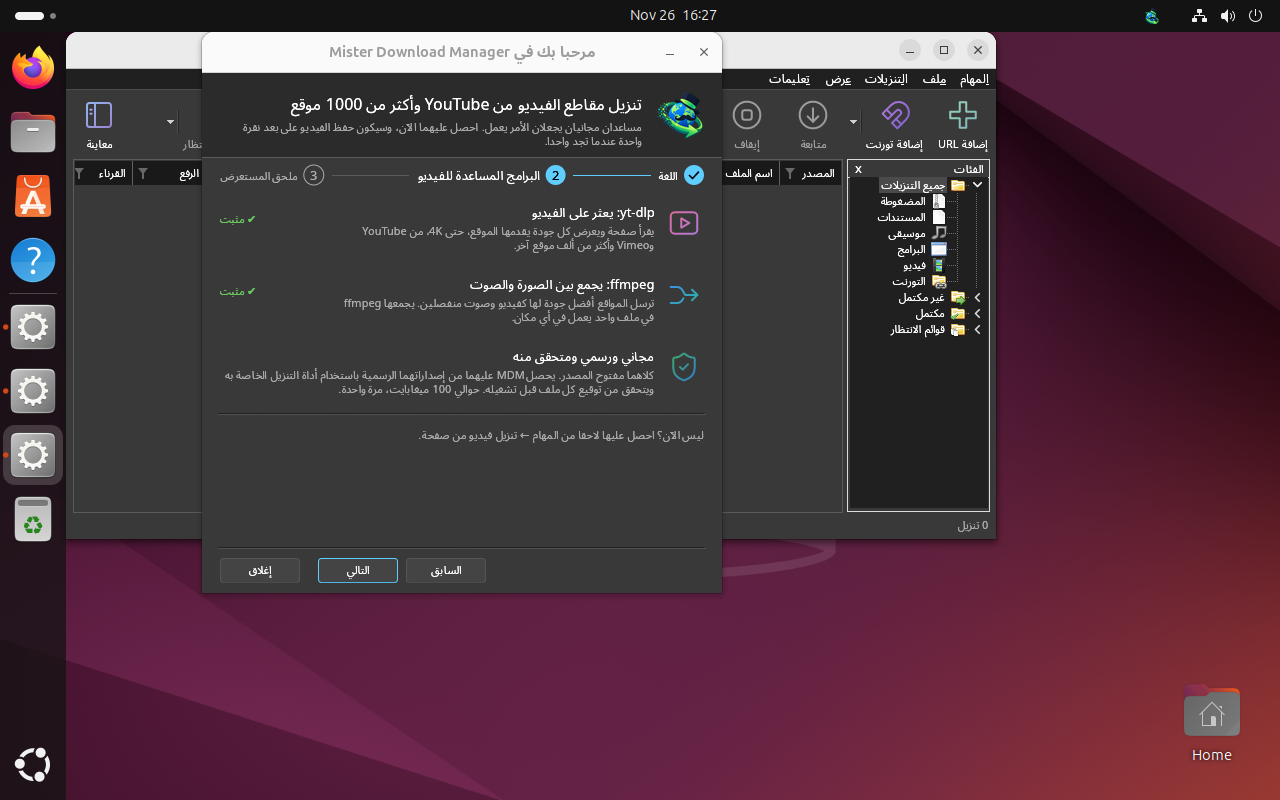 Nov 26 16:27
مرحبا بك في Mister Download Manager
المهام ملف التنزيلات عرض تعليمات
إضافة URL
إضافة تورنت
متابعة
إيقاف
معاينة
الفئات X
جميع التنزيلات
المضغوطة
المستندات
موسيقى
البرامج
فيديو
التورنت
غير مكتمل
مكتمل
قوائم الانتظار
المصدر
اسم الملف
الرفع
القرناء
0 تنزيل
تنزيل مقاطع الفيديو من YouTube وأكثر من 1000 موقع
مساعدان مجانيان يجعلان الأمر يعمل. احصل عليهما الآن، وسيكون حفظ الفيديو على بعد نقرة
واحدة عندما تجد واحدا.
اللغة
2 البرامج المساعدة للفيديو
3 ملحق المستعرض
yt-dlp: يعثر على الفيديو
✔ مثبت
يقرأ صفحة ويعرض كل جودة يقدمها الموقع، حتى 4K، من YouTube
وVimeo وأكثر من ألف موقع آخر.
ffmpeg: يجمع بين الصورة والصوت
✔ مثبت
ترسل المواقع أفضل جودة لها كفيديو وصوت منفصلين. يجمعها ffmpeg
في ملف واحد يعمل في أي مكان.
مجاني ورسمي ومتحقق منه
كلاهما مفتوح المصدر. يحصل MDM عليهما من إصداراتهما الرسمية باستخدام أداة التنزيل الخاصة به
ويتحقق من توقيع كل ملف قبل تشغيله. حوالي 100 ميغابايت، مرة واحدة.
ليس الآن؟ احصل عليها لاحقا من المهام ← تنزيل فيديو من صفحة.
السابق
التالي
إغلاق
Home